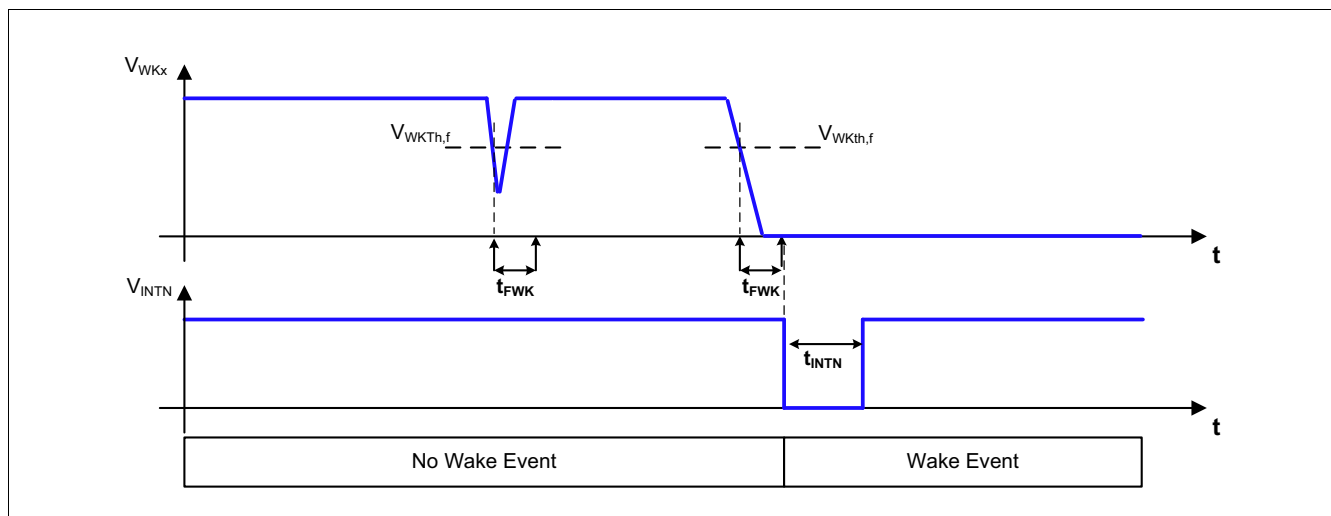 VWKx
VWKTh,f
VWKth,f
t
tFWK
tFWK
VINTN
tINTN
t
No Wake Event
Wake Event